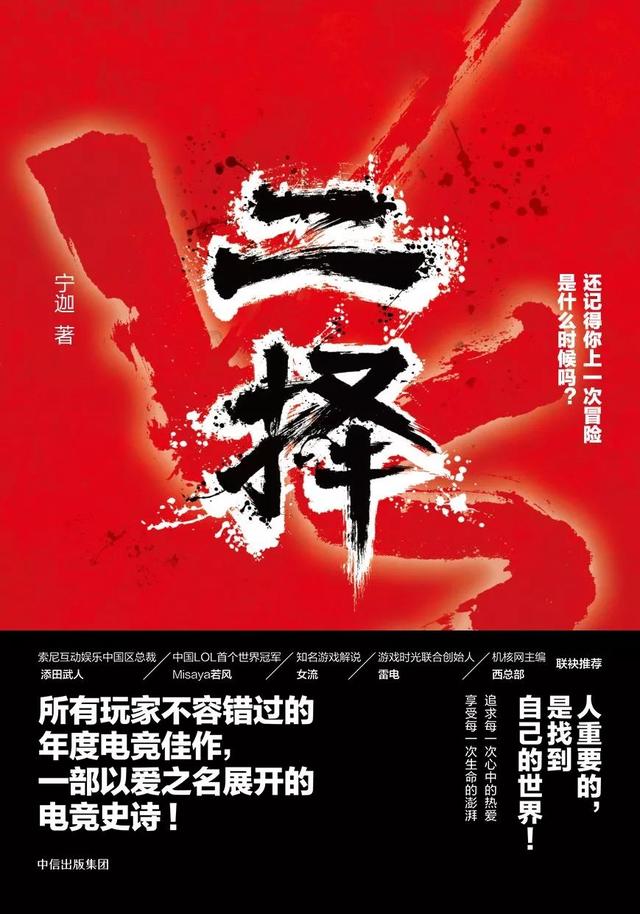 二择
宁迦 著
还记得你上一次冒险
是什么时候吗？
索尼互动娱乐中国区总裁
添田武人
中国LOL首个世界冠军
Misaya若风
知名游戏解说
女流
游戏时光联合创始人
雷电
机核网主编
西总部
联袂推荐
所有玩家不容错过的
年度电竞佳作，
一部以爱之名展开的
电竞史诗！
人重要的，
是找到
自己的世界！
追求每一次心中的热爱
享受每一次生命的澎湃
中信出版集团